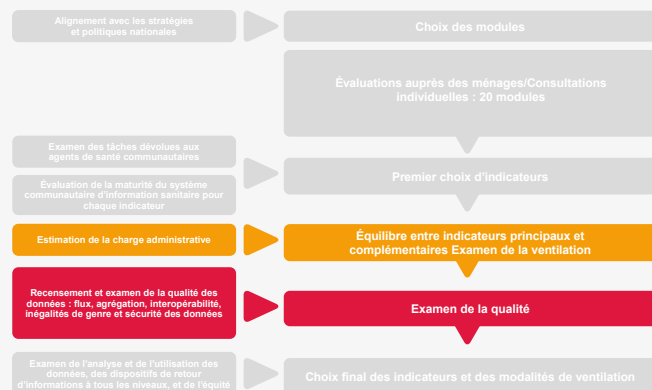 Alignement avec les stratégies
et politiques nationales
Choix des modules
Évaluations auprès des ménages/Consultations
individuelles : 20 modules
Examen des tâches dévolues aux
agents de santé communautaires
Évaluation de la maturité du système
communautaire d'information sanitaire pour
chaque indicateur
Premier choix d'indicateurs
Estimation de la charge administrative
Équilibre entre indicateurs principaux et
complémentaires Examen de la ventilation
Recensement et examen de la qualité des
données : flux, agrégation, interopérabilité,
inégalités de genre et sécurité des données
Examen de la qualité
Examen de l'analyse et de l'utilisation des
données, des dispositifs de retour
d'informations à tous les niveaux, et de l'équité
Choix final des indicateurs et des modalités de ventilation